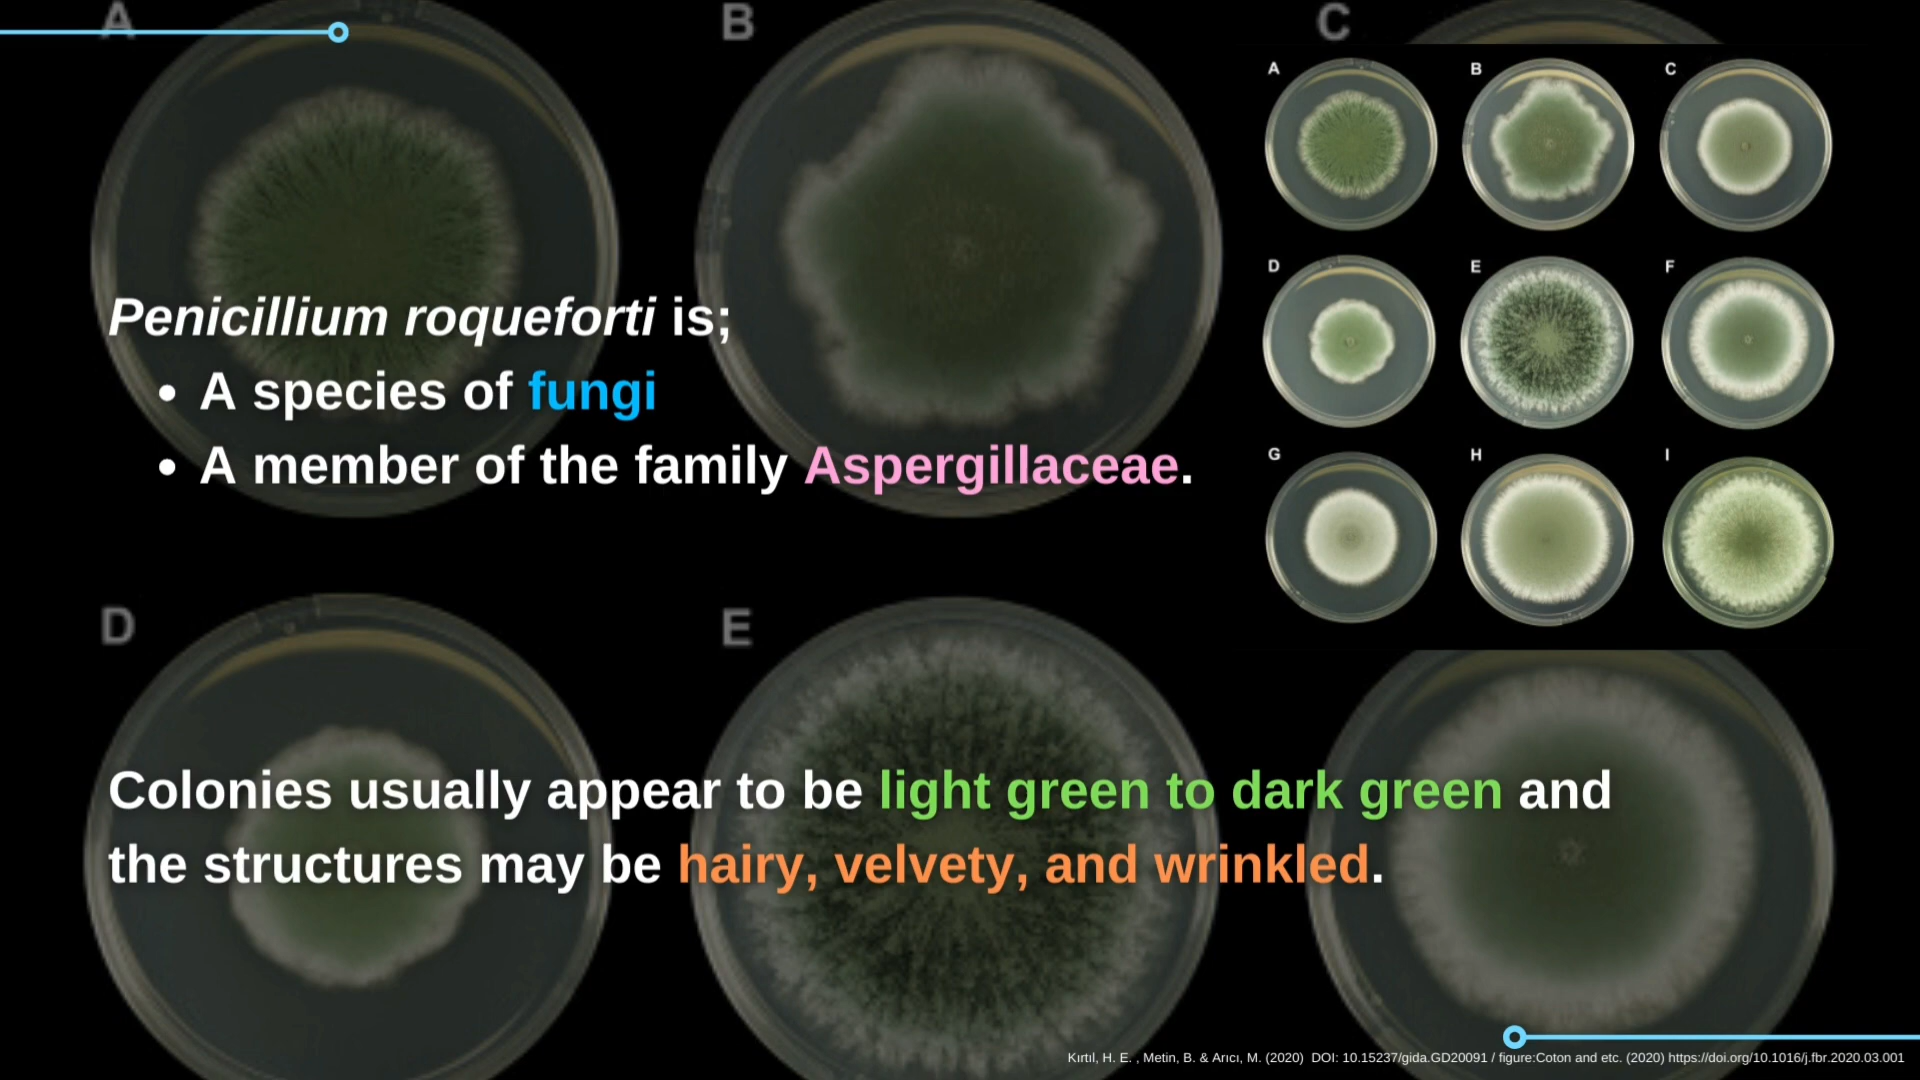 A
B
C
A
B
C
D
E
F
G
H
I
Penicillium roqueforti is;
• A species of fungi
• A member of the family Aspergillaceae.
D
E
Colonies usually appear to be light green to dark green and
the structures may be hairy, velvety, and wrinkled.
Kırtıl, H. E. , Metin, B. & Arıcı, M. (2020) DOI: 10.15237/gida.GD20091 / figure:Coton and etc. (2020) https://doi.org/10.1016/j.fbr.2020.03.001